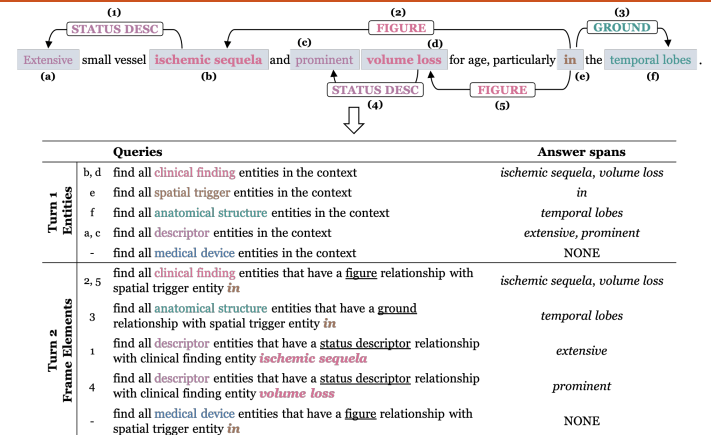 (1) (2) (3)
STATUS DESC FIGURE GROUND
(c) (d)
Extensive small vessel ischemic sequela and prominent volume loss for age, particularly in the temporal lobes .
(a) (b) (e) (f)
STATUS DESC FIGURE
(4) (5)
Queries Answer spans
Turn 1
Entities
b, d find all clinical finding entities in the context ischemic sequela, volume loss
e find all spatial trigger entities in the context in
f find all anatomical structure entities in the context temporal lobes
a, c find all descriptor entities in the context extensive, prominent
- find all medical device entities in the context NONE
Turn 2
Frame Elements
2, 5 find all clinical finding entities that have a figure relationship with
spatial trigger entity in ischemic sequela, volume loss
3 find all anatomical structure entities that have a ground
relationship with spatial trigger entity in temporal lobes
1 find all descriptor entities that have a status descriptor relationship
with clinical finding entity ischemic sequela extensive
4 find all descriptor entities that have a status descriptor relationship
with clinical finding entity volume loss prominent
- find all medical device entities that have a figure relationship with
spatial trigger entity in NONE